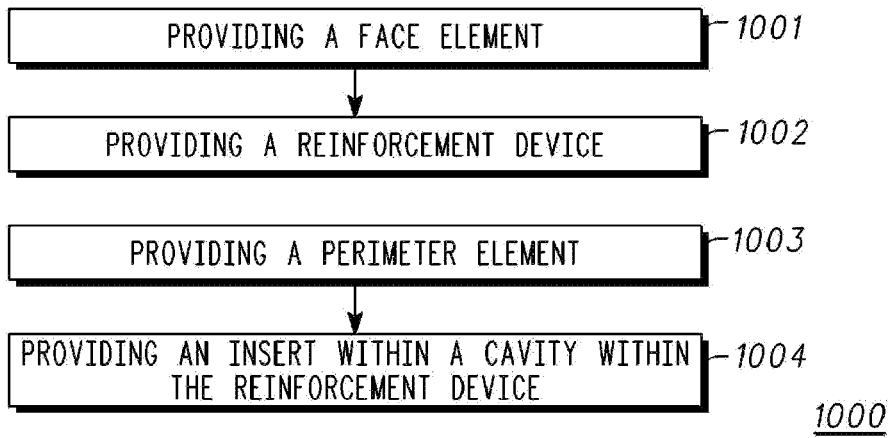 PROVIDING A FACE ELEMENT 1001
PROVIDING A REINFORCEMENT DEVICE 1002
PROVIDING A PERIMETER ELEMENT 1003
PROVIDING AN INSERT WITHIN A CAVITY WITHIN 1004
THE REINFORCEMENT DEVICE
1000